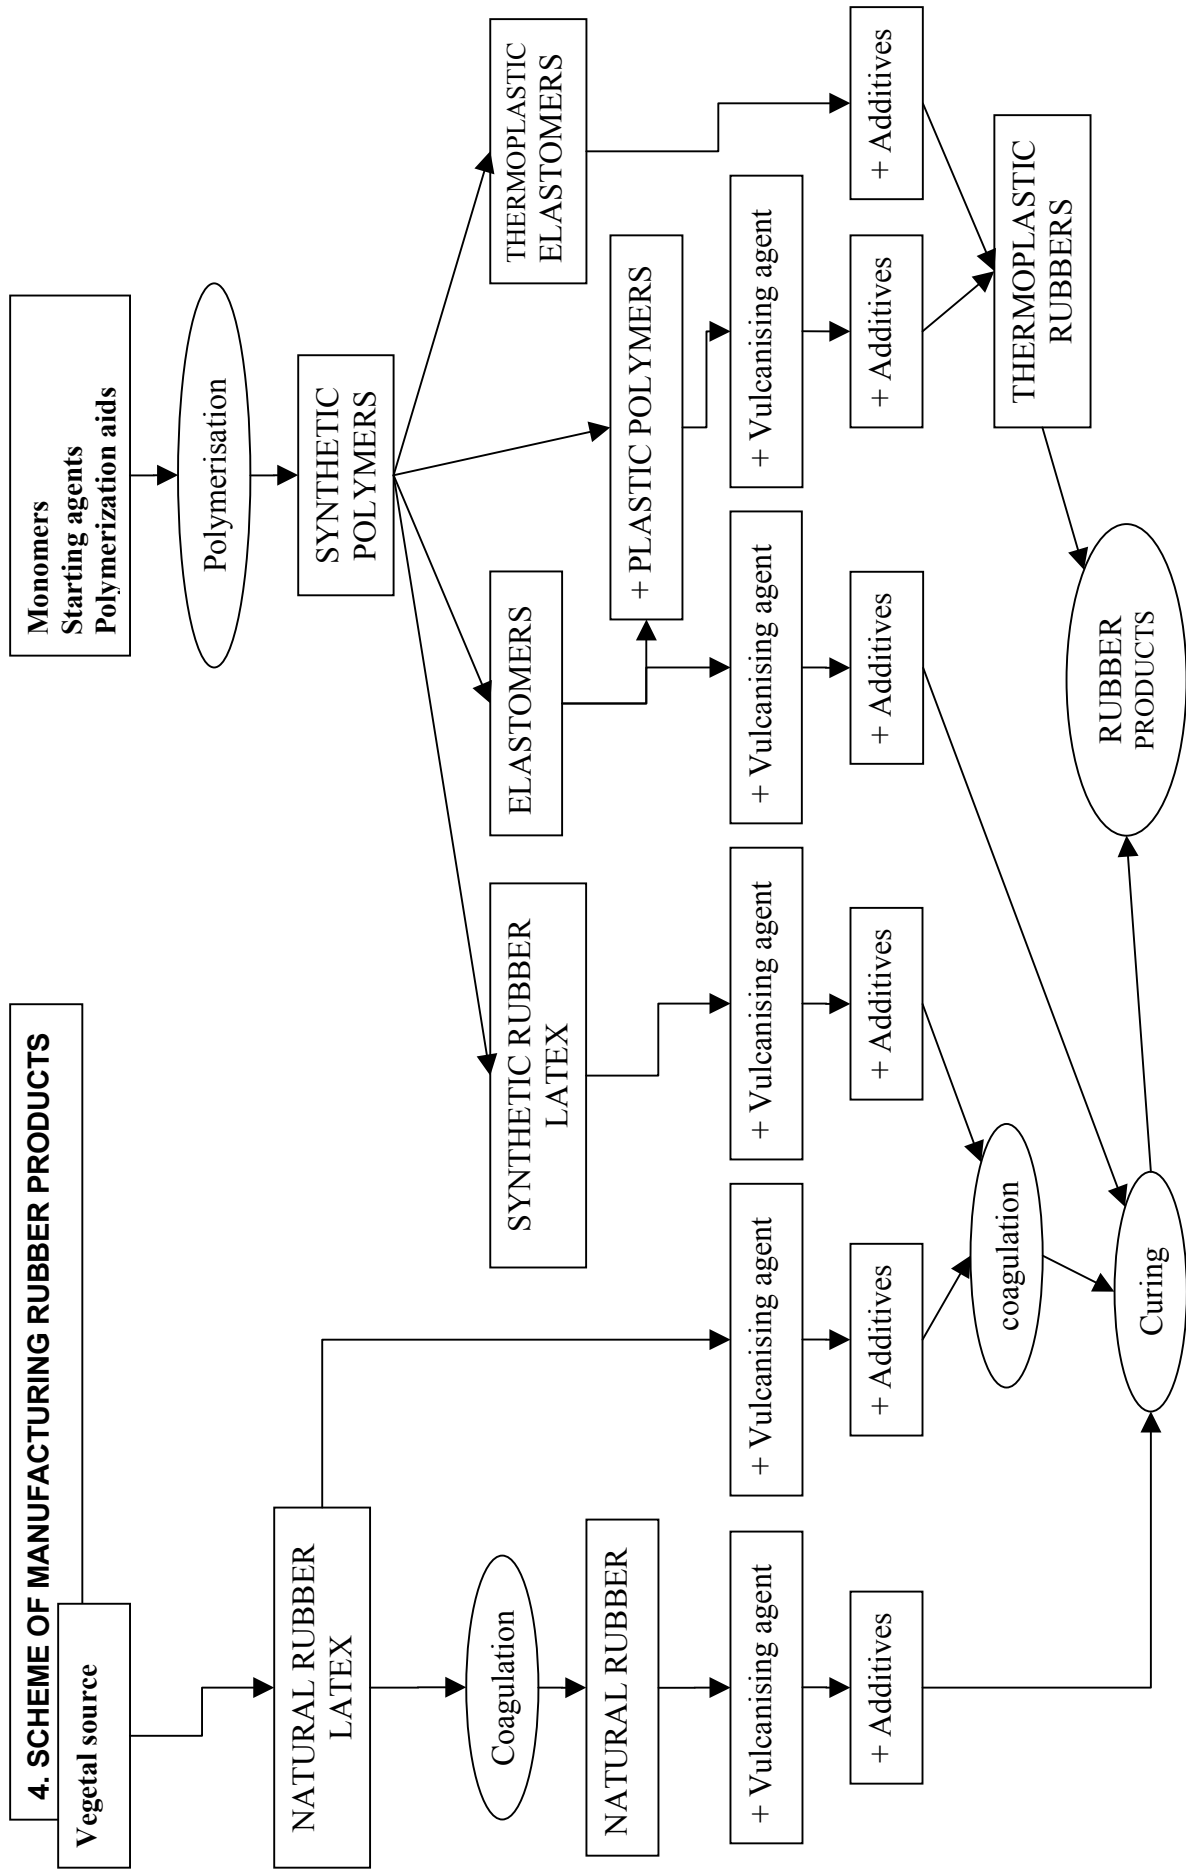 4. SCHEME OF MANUFACTURING RUBBER PRODUCTS
Vegetal source
Monomers
Starting agents
Polymerization aids
Polymerisation
NATURAL RUBBER
LATEX
SYNTHETIC
POLYMERS
Coagulation
SYNTHETIC RUBBER
LATEX
ELASTOMERS
THERMOPLASTIC
ELASTOMERS
NATURAL RUBBER
+ PLASTIC POLYMERS
+ Vulcanising agent
+ Vulcanising agent
+ Vulcanising agent
+ Vulcanising agent
+ Vulcanising agent
+ Additives
+ Additives
+ Additives
+ Additives
+ Additives
+ Additives
coagulation
THERMOPLASTIC
RUBBERS
Curing
RUBBER
PRODUCTS